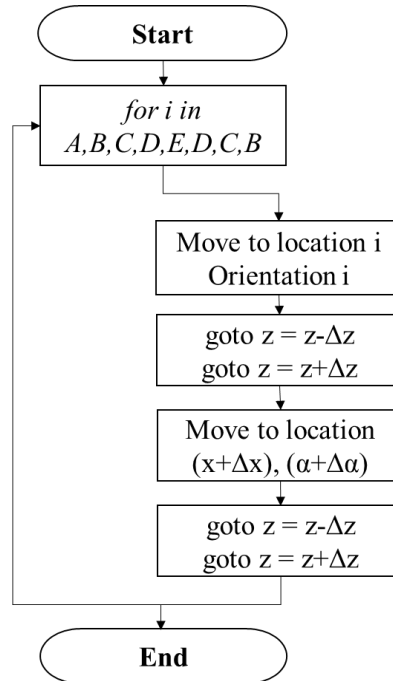 Start
for i in
A,B,C,D,E,D,C,B
Move to location i
Orientation i
goto z = z-Δz
goto z = z+Δz
Move to location
(x+Δx), (α+Δα)
goto z = z-Δz
goto z = z+Δz
End